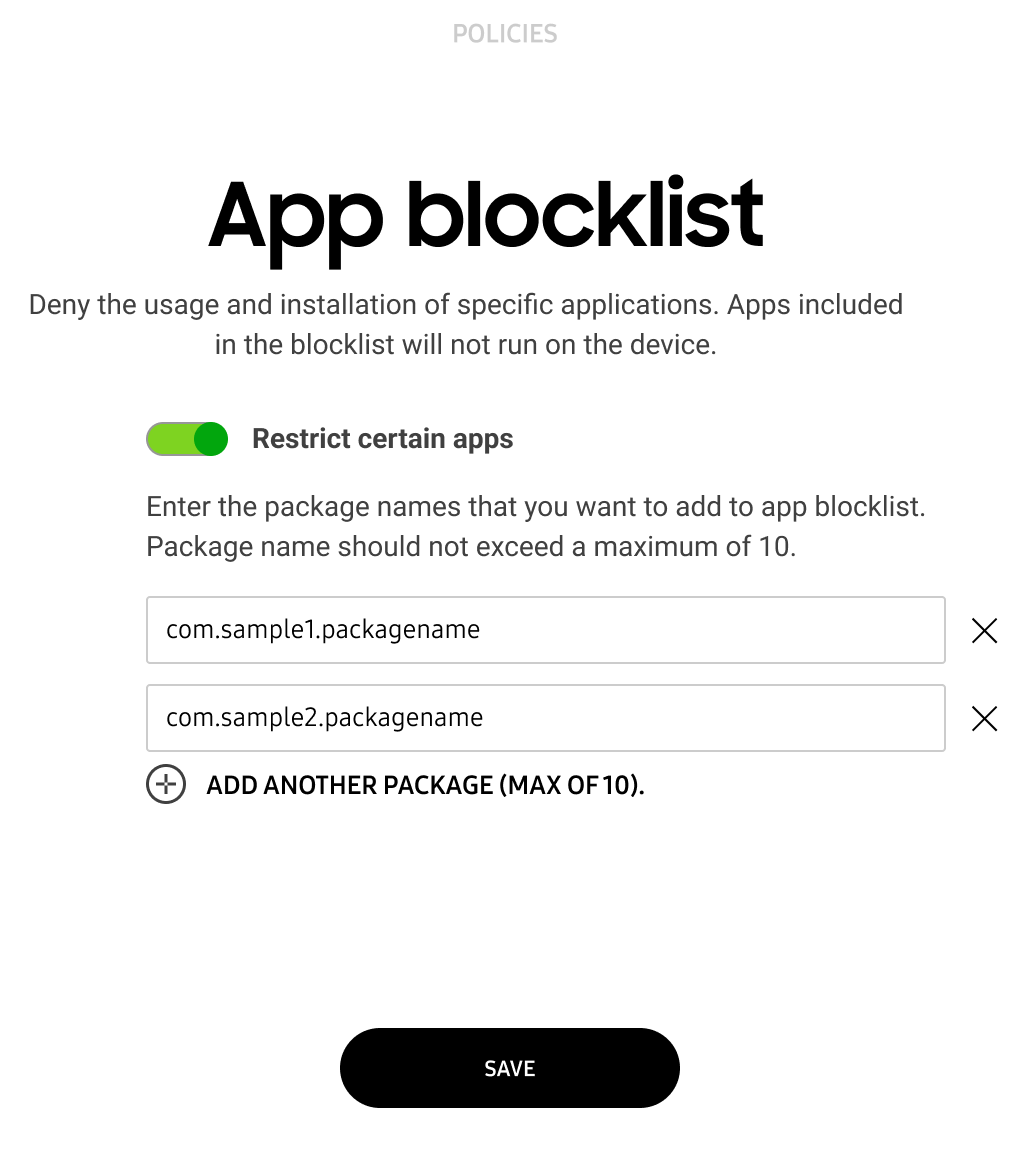 POLICIES
App blocklist
Deny the usage and installation of specific applications. Apps included
in the blocklist will not run on the device.
Restrict certain apps
Enter the package names that you want to add to app blocklist.
Package name should not exceed a maximum of 10.
com.sample1.packagename
com.sample2.packagename
ADD ANOTHER PACKAGE (MAX OF 10).
SAVE